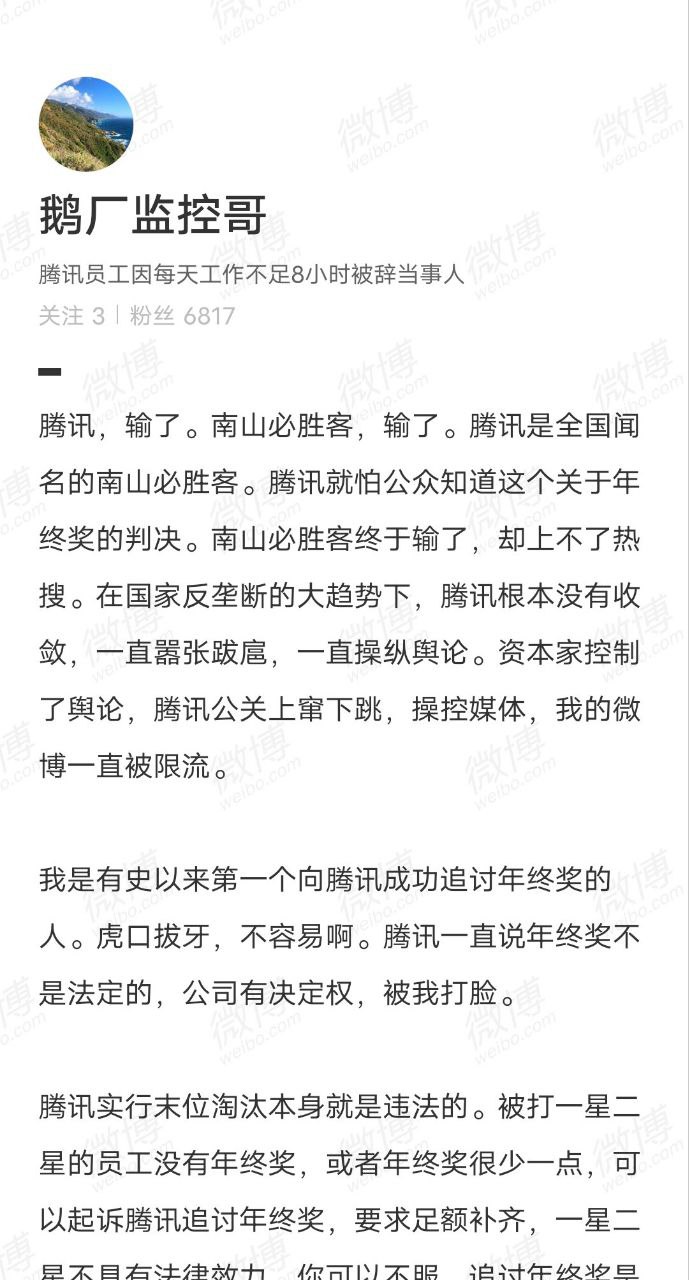 鹅厂监控哥
腾讯员工因每天工作不足8小时被辞当事人
关注 3 | 粉丝 6817
腾讯，输了。南山必胜客，输了。腾讯是全国闻
名的南山必胜客。腾讯就怕公众知道这个关于年
终奖的判决。南山必胜客终于输了，却上不了热
搜。在国家反垄断的大趋势下，腾讯根本没有收
敛，一直嚣张跋扈，一直操纵舆论。资本家控制
了舆论，腾讯公关上窜下跳，操控媒体，我的微
博一直被限流。
我是有史以来第一个向腾讯成功追讨年终奖的
人。虎口拔牙，不容易啊。腾讯一直说年终奖不
是法定的，公司有决定权，被我打脸。
腾讯实行末位淘汰本身就是违法的。被打一星二
星的员工没有年终奖，或者年终奖很少一点，可
以起诉腾讯追讨年终奖，要求足额补齐，一星二
星不具有法律效力，你可以不服，追讨年终奖是